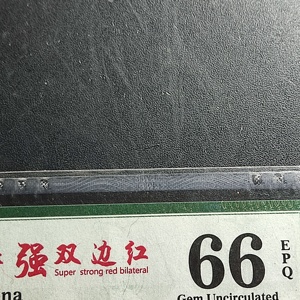 强双边红
Super strong red bilateral
66 EPQ
na
Gem Uncirculated